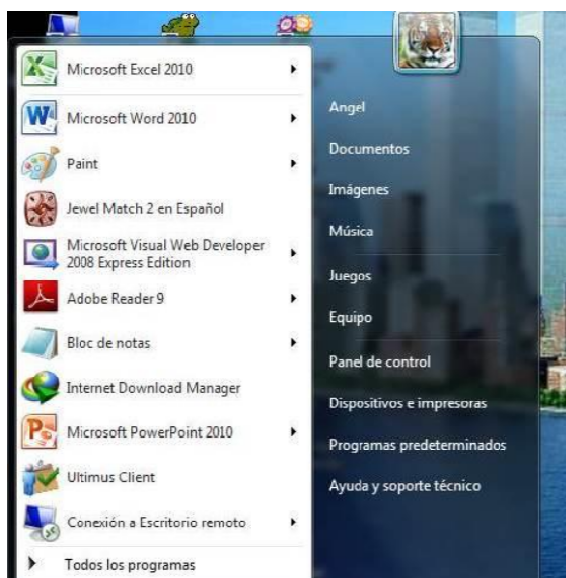 Microsoft Excel 2010
Microsoft Word 2010
Paint
Jewel Match 2 en Español
Microsoft Visual Web Developer
2008 Express Edition
Adobe Reader 9
Bloc de notas
Internet Download Manager
Microsoft PowerPoint 2010
Ultimus Client
Conexión a Escritorio remoto
Todos los programas
Angel
Documentos
Imágenes
Música
Juegos
Equipo
Panel de control
Dispositivos e impresoras
Programas predeterminados
Ayuda y soporte técnico